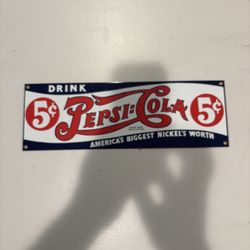 DRINK
5¢ PEPSI:COLA 5¢
AMERICA'S BIGGEST NICKEL'S WORTH